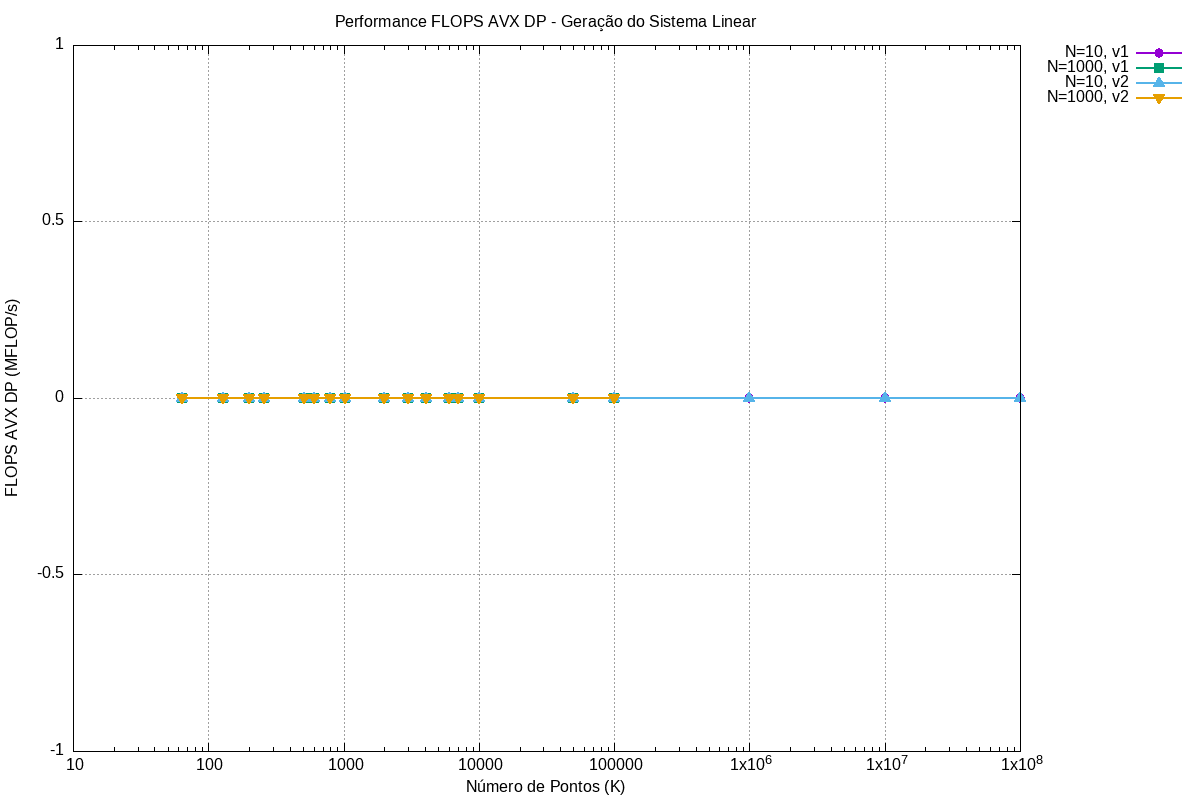 Performance FLOPS AVX DP - Geração do Sistema Linear
N=10, v1
N=1000, v1
N=10, v2
N=1000, v2
FLOPS AVX DP (MFLOP/s)
1
0.5
0
-0.5
-1
10 100 1000 10000 100000 1x10^6 1x10^7 1x10^8
Número de Pontos (K)